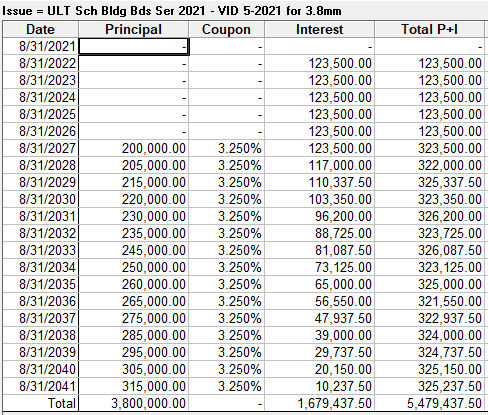 Issue = ULT Sch Bldg Bds Ser 2021 - VID 5-2021 for 3.8mm
Date Principal Coupon Interest Total P+I
8/31/2021 - - - -
8/31/2022 - - 123,500.00 123,500.00
8/31/2023 - - 123,500.00 123,500.00
8/31/2024 - - 123,500.00 123,500.00
8/31/2025 - - 123,500.00 123,500.00
8/31/2026 - - 123,500.00 123,500.00
8/31/2027 200,000.00 3.250% 123,500.00 323,500.00
8/31/2028 205,000.00 3.250% 117,000.00 322,000.00
8/31/2029 215,000.00 3.250% 110,337.50 325,337.50
8/31/2030 220,000.00 3.250% 103,350.00 323,350.00
8/31/2031 230,000.00 3.250% 96,200.00 326,200.00
8/31/2032 235,000.00 3.250% 88,725.00 323,725.00
8/31/2033 245,000.00 3.250% 81,087.50 326,087.50
8/31/2034 250,000.00 3.250% 73,125.00 323,125.00
8/31/2035 260,000.00 3.250% 65,000.00 325,000.00
8/31/2036 265,000.00 3.250% 56,550.00 321,550.00
8/31/2037 275,000.00 3.250% 47,937.50 322,937.50
8/31/2038 285,000.00 3.250% 39,000.00 324,000.00
8/31/2039 295,000.00 3.250% 29,737.50 324,737.50
8/31/2040 305,000.00 3.250% 20,150.00 325,150.00
8/31/2041 315,000.00 3.250% 10,237.50 325,237.50
Total 3,800,000.00 - 1,679,437.50 5,479,437.50